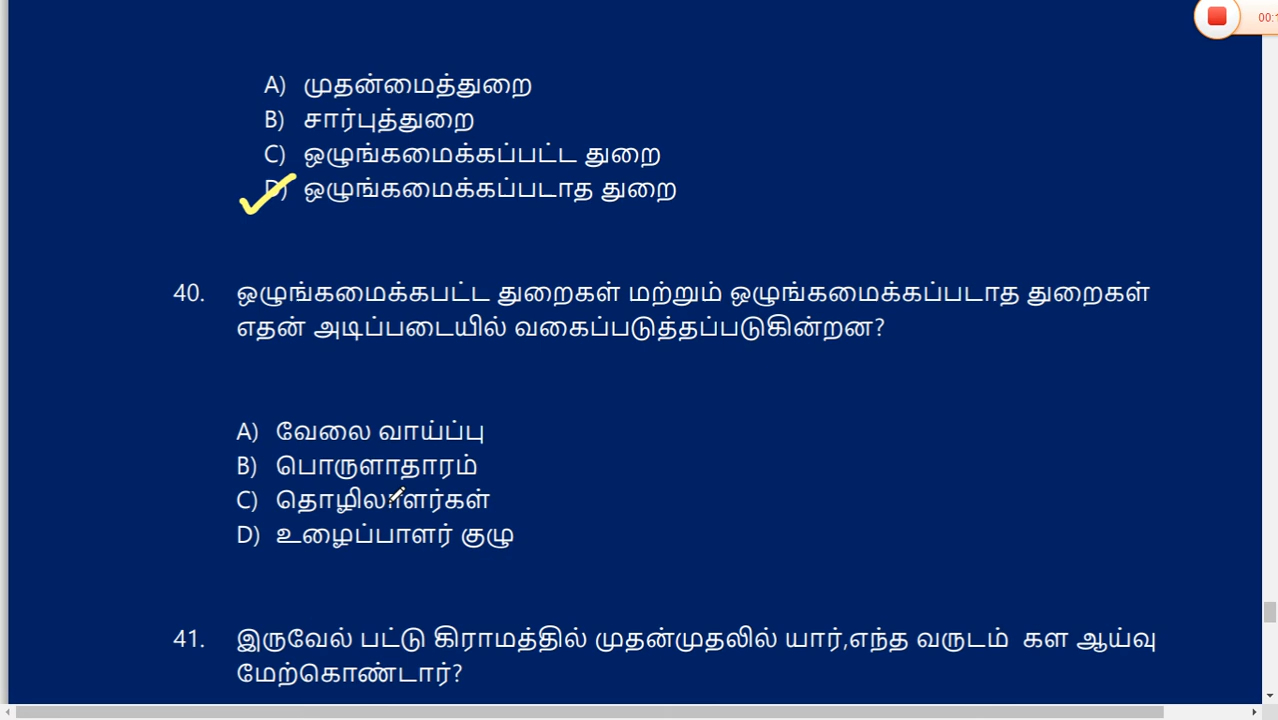 00:1
A) முதன்மைத்துறை
B) சார்புத்துறை
C) ஒழுங்கமைக்கப்பட்ட துறை
D) ஒழுங்கமைக்கப்படாத துறை
40. ஒழுங்கமைக்கபட்ட துறைகள் மற்றும் ஒழுங்கமைக்கப்படாத துறைகள்
எதன் அடிப்படையில் வகைப்படுத்தப்படுகின்றன?
A) வேலை வாய்ப்பு
B) பொருளாதாரம்
C) தொழிலாளர்கள்
D) உழைப்பாளர் குழு
41. இருவேல் பட்டு கிராமத்தில் முதன்முதலில் யார்,எந்த வருடம் கள ஆய்வு
மேற்கொண்டார்?